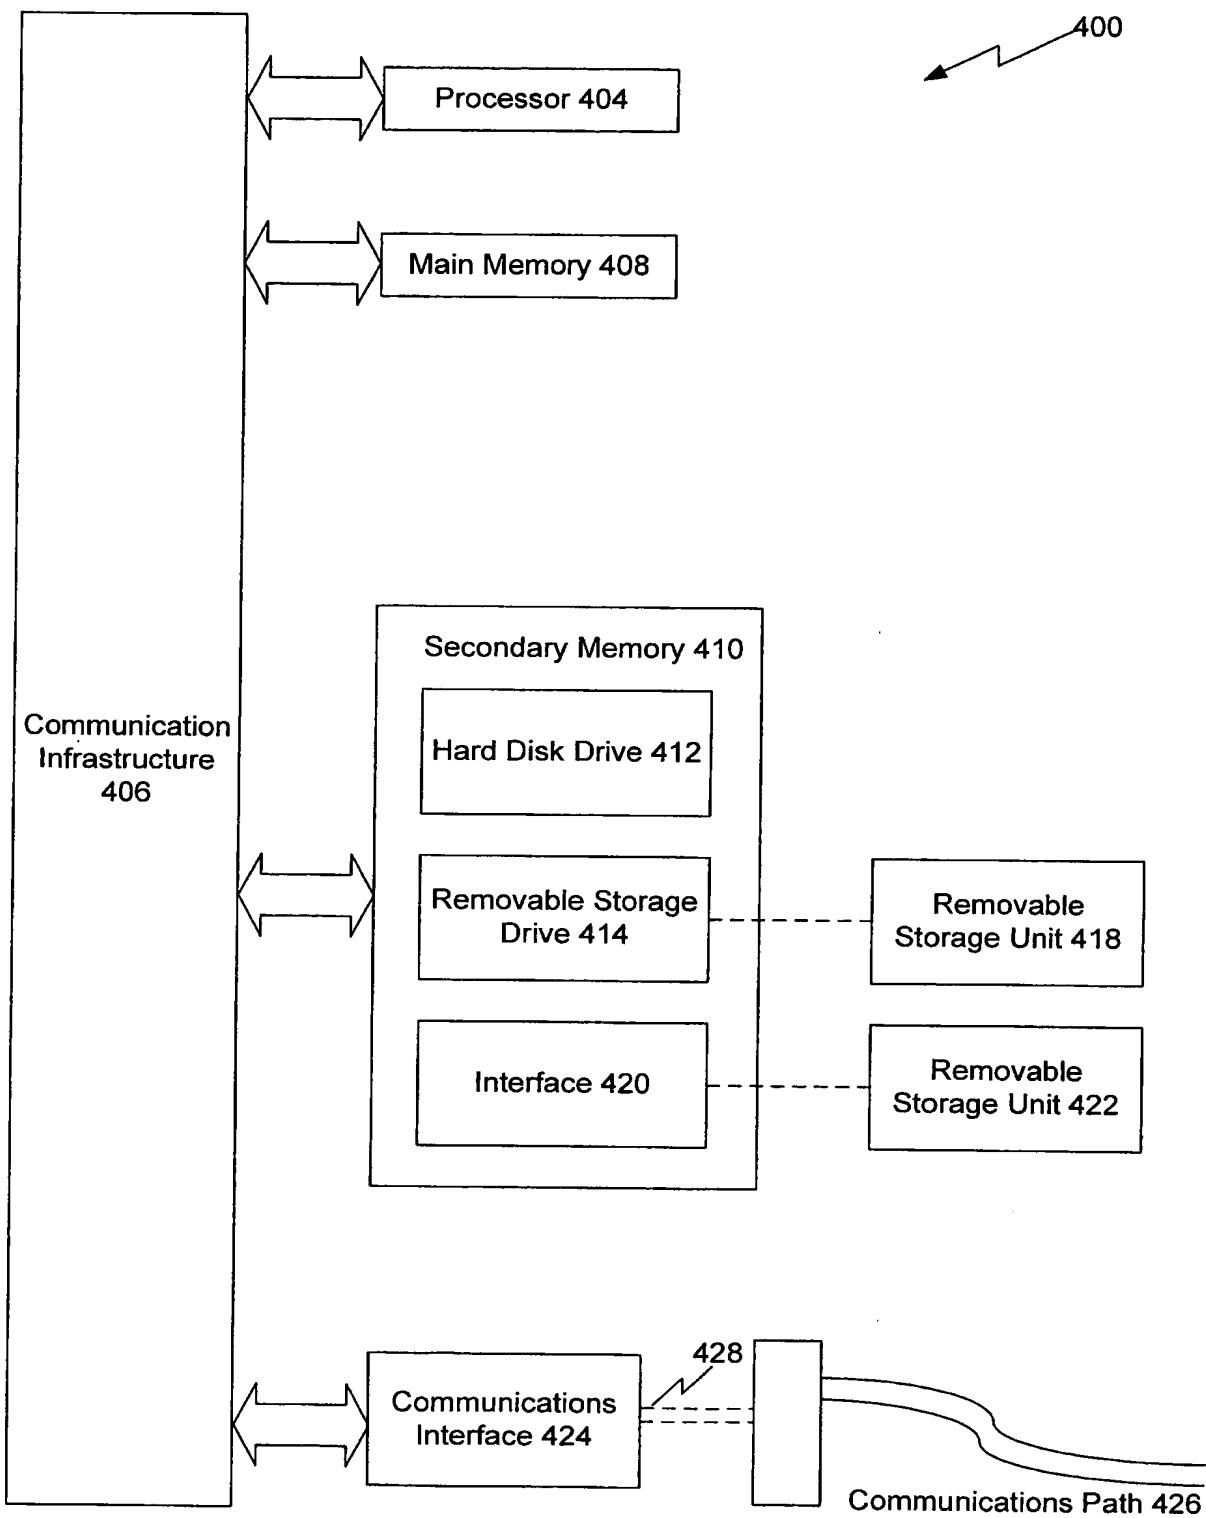 400
Processor 404
Main Memory 408
Secondary Memory 410
Communication
Infrastructure
406
Hard Disk Drive 412
Removable Storage
Drive 414
Removable
Storage Unit 418
Interface 420
Removable
Storage Unit 422
428
Communications
Interface 424
Communications Path 426